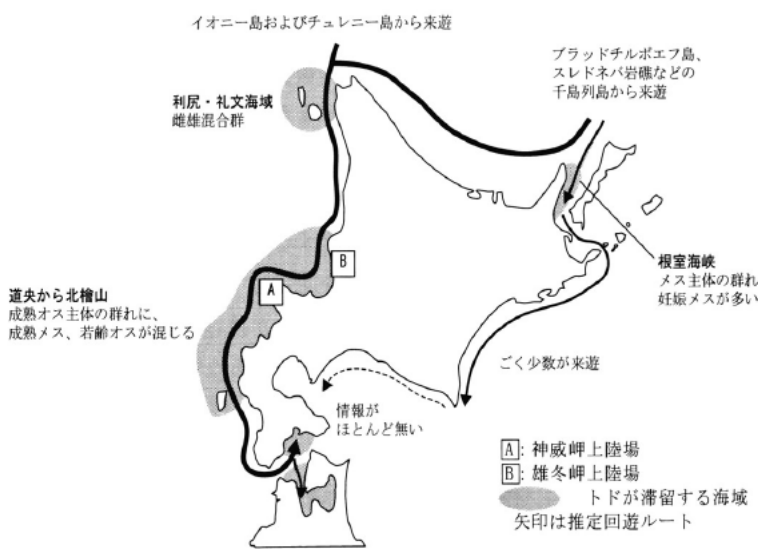 イオニー島およびチュレニー島から来遊
ブラッドチルポエフ島、
スレドネバ岩礁などの
千島列島から来遊
利尻・礼文海域
雌雄混合群
B
A
根室海峡
メス主体の群れ
妊娠メスが多い
道央から北檜山
成熟オス主体の群れに、
成熟メス、若齢オスが混じる
ごく少数が来遊
情報が
ほとんど無い
A: 神威岬上陸場
B: 雄冬岬上陸場
トドが滞留する海域
矢印は推定回遊ルート